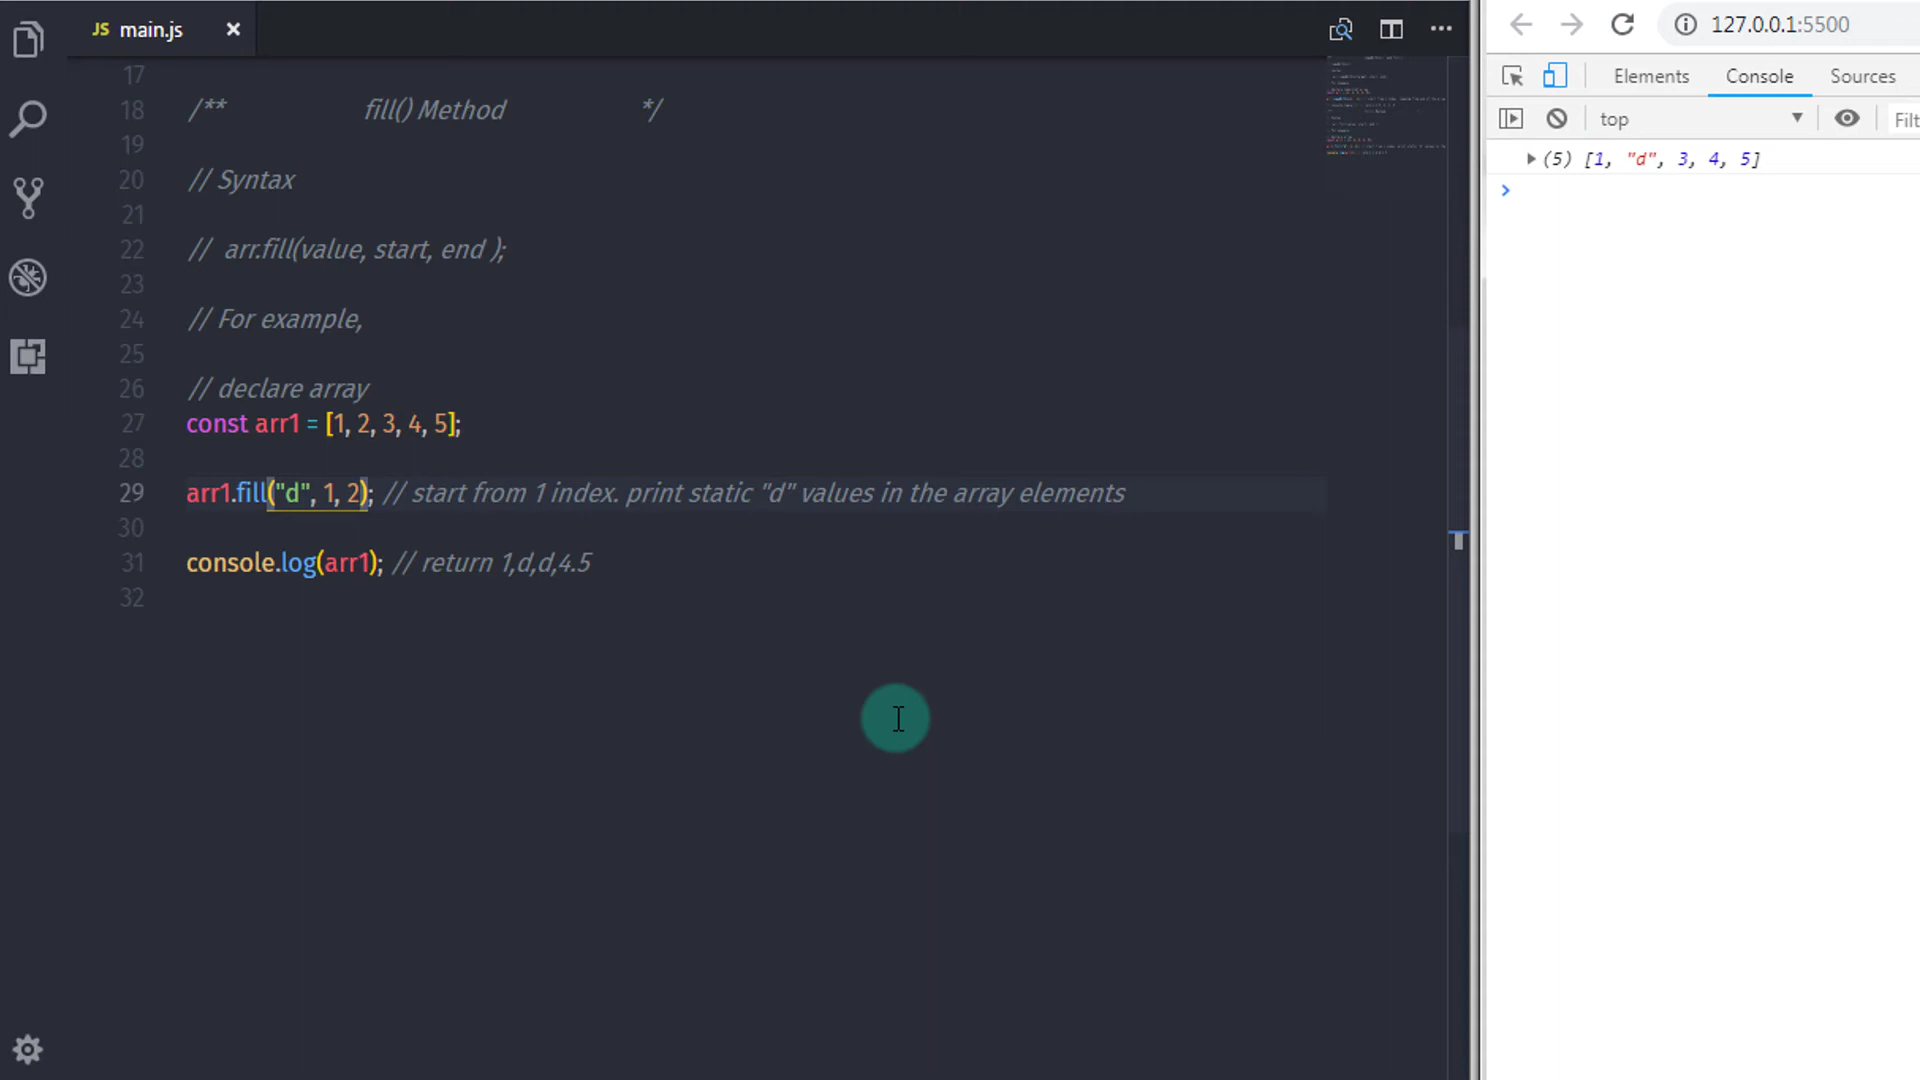 JS main.js
17
18 /** fill() Method */
19
20 // Syntax
21
22 // arr.fill(value, start, end );
23
24 // For example,
25
26 // declare array
27 const arr1 = [1, 2, 3, 4, 5];
28
29 arr1.fill("d", 1, 2); // start from 1 index. print static "d" values in the array elements
30
31 console.log(arr1); // return 1,d,d,4.5
32
127.0.0.1:5500
Elements Console Sources
top Filt
(5) [1, "d", 3, 4, 5]